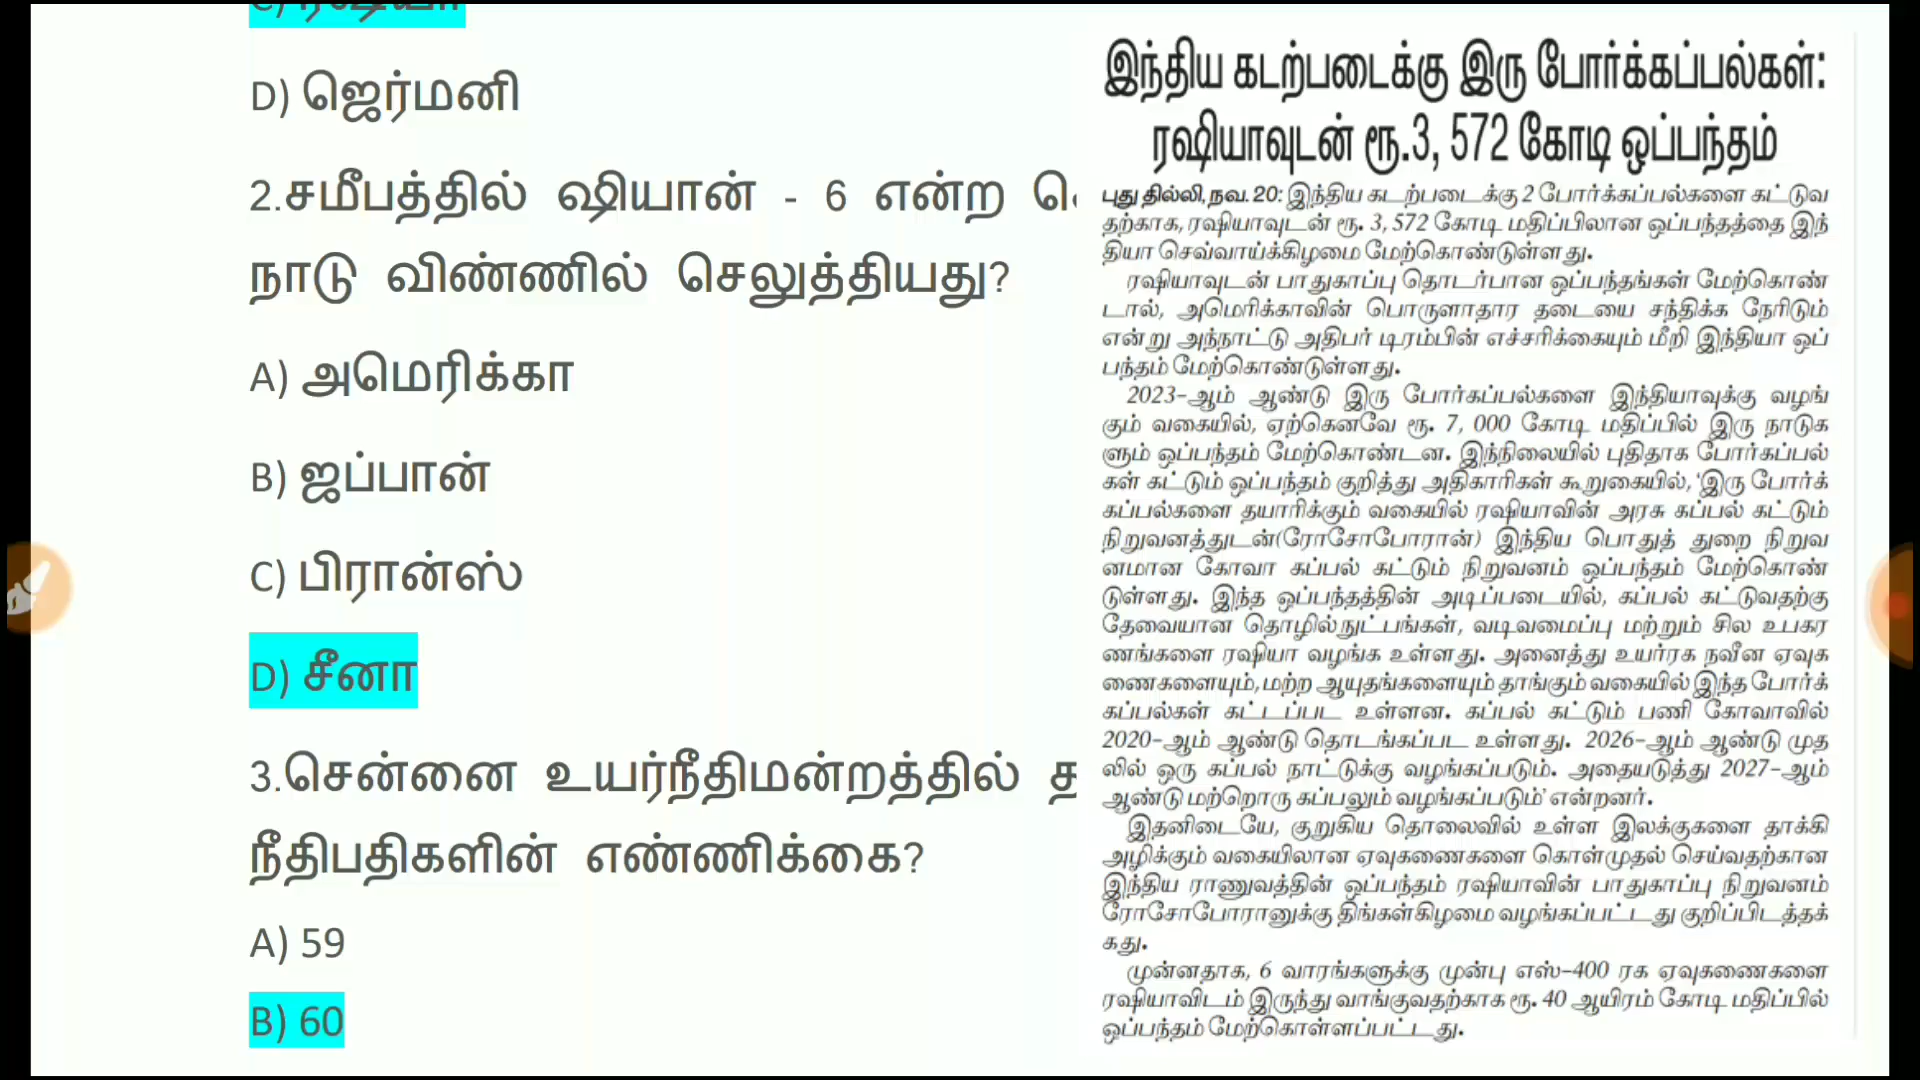 C) ரஷ்யா
D) ஜெர்மனி
2.சமீபத்தில் ஷியான் - 6 என்ற
நாடு விண்ணில் செலுத்தியது?
A) அமெரிக்கா
B) ஜப்பான்
C) பிரான்ஸ்
D) சீனா
3.சென்னை உயர்நீதிமன்றத்தில்
நீதிபதிகளின் எண்ணிக்கை?
A) 59
B) 60
இந்திய கடற்படைக்கு இரு போர்க்கப்பல்கள்:
ரஷியாவுடன் ரூ.3, 572 கோடி ஒப்பந்தம்
புது தில்லி, நவ. 20: இந்திய கடற்படைக்கு 2 போர்க்கப்பல்களை கட்டுவ
தற்காக, ரஷியாவுடன் ரூ. 3, 572 கோடி மதிப்பிலான ஒப்பந்தத்தை இந்
தியா செவ்வாய்க்கிழமை மேற்கொண்டுள்ளது.
ரஷியாவுடன் பாதுகாப்பு தொடர்பான ஒப்பந்தங்கள் மேற்கொண்
டால், அமெரிக்காவின் பொருளாதார தடையை சந்திக்க நேரிடும்
என்று அந்நாட்டு அதிபர் டிரம்பின் எச்சரிக்கையும் மீறி இந்தியா ஒப்
பந்தம் மேற்கொண்டுள்ளது.
2023-ஆம் ஆண்டு இரு போர்கப்பல்களை இந்தியாவுக்கு வழங்
கும் வகையில், ஏற்கெனவே ரூ. 7, 000 கோடி மதிப்பில் இரு நாடுக
ளும் ஒப்பந்தம் மேற்கொண்டன. இந்நிலையில் புதிதாக போர்கப்பல்
கள் கட்டும் ஒப்பந்தம் குறித்து அதிகாரிகள் கூறுகையில், 'இரு போர்க்
கப்பல்களை தயாரிக்கும் வகையில் ரஷியாவின் அரசு கப்பல் கட்டும்
நிறுவனத்துடன்(ரோசோபோரான்) இந்திய பொதுத் துறை நிறுவ
னமான கோவா கப்பல் கட்டும் நிறுவனம் ஒப்பந்தம் மேற்கொண்
டுள்ளது. இந்த ஒப்பந்தத்தின் அடிப்படையில், கப்பல் கட்டுவதற்கு
தேவையான தொழில்நுட்பங்கள், வடிவமைப்பு மற்றும் சில உபகர
ணங்களை ரஷியா வழங்க உள்ளது. அனைத்து உயர்ரக நவீன ஏவுக
ணைகளையும், மற்ற ஆயுதங்களையும் தாங்கும் வகையில் இந்த போர்க்
கப்பல்கள் கட்டப்பட உள்ளன. கப்பல் கட்டும் பணி கோவாவில்
2020-ஆம் ஆண்டு தொடங்கப்பட உள்ளது. 2026-ஆம் ஆண்டு முத
லில் ஒரு கப்பல் நாட்டுக்கு வழங்கப்படும். அதையடுத்து 2027-ஆம்
ஆண்டு மற்றொரு கப்பலும் வழங்கப்படும்' என்றனர்.
இதனிடையே, குறுகிய தொலைவில் உள்ள இலக்குகளை தாக்கி
அழிக்கும் வகையிலான ஏவுகணைகளை கொள்முதல் செய்வதற்கான
இந்திய ராணுவத்தின் ஒப்பந்தம் ரஷியாவின் பாதுகாப்பு நிறுவனம்
ரோசோபோரானுக்கு திங்கள்கிழமை வழங்கப்பட்டது குறிப்பிடத்தக்
கது.
முன்னதாக, 6 வாரங்களுக்கு முன்பு எஸ்-400 ரக ஏவுகணைகளை
ரஷியாவிடம் இருந்து வாங்குவதற்காக ரூ. 40 ஆயிரம் கோடி மதிப்பில்
ஒப்பந்தம் மேற்கொள்ளப்பட்டது.